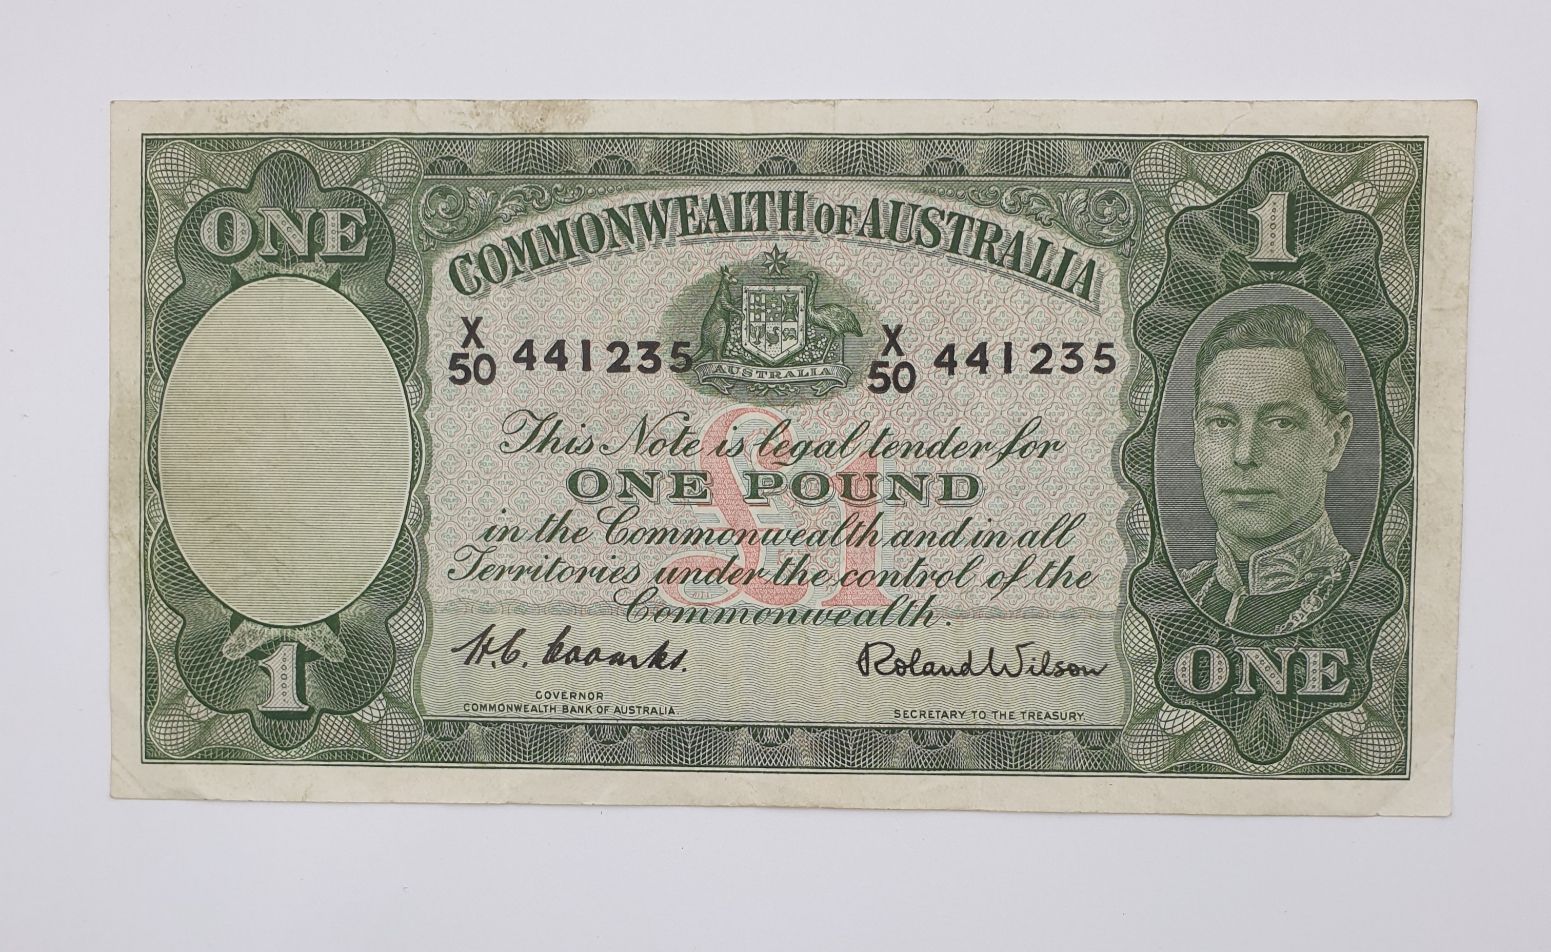 ONE
COMMONWEALTH OF AUSTRALIA
1
X
50 441235
AUSTRALIA
X
50 441235
This Note is legal tender for
£1
ONE POUND
in the Commonwealth and in all
Territories under the control of the
Commonwealth.
H.C. Coombs.
GOVERNOR
COMMONWEALTH BANK OF AUSTRALIA
Roland Wilson
SECRETARY TO THE TREASURY.
1
ONE